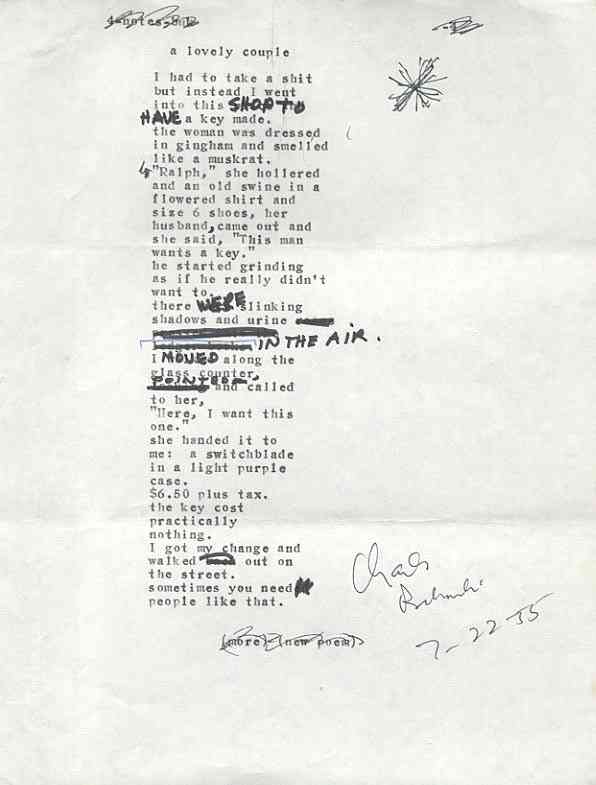 a lovely couple
I had to take a shit
but instead I went
into this SHOP TO
HAVE a key made.
the woman was dressed
in gingham and smelled
like a muskrat.
"Ralph," she hollered
and an old swine in a
flowered shirt and
size 6 shoes, her
husband, came out and
she said, "This man
wants a key."
he started grinding
as if he really didn't
want to.
there WERE slinking
shadows and urine
IN THE AIR.
I MOVED along the
glass counter,
POINTED and called
to her,
"Here, I want this
one."
she handed it to
me: a switchblade
in a light purple
case.
$6.50 plus tax.
the key cost
practically
nothing.
I got my change and
walked out on
the street.
sometimes you need
people like that.
(more) (new poem)
Charles
7-22-55